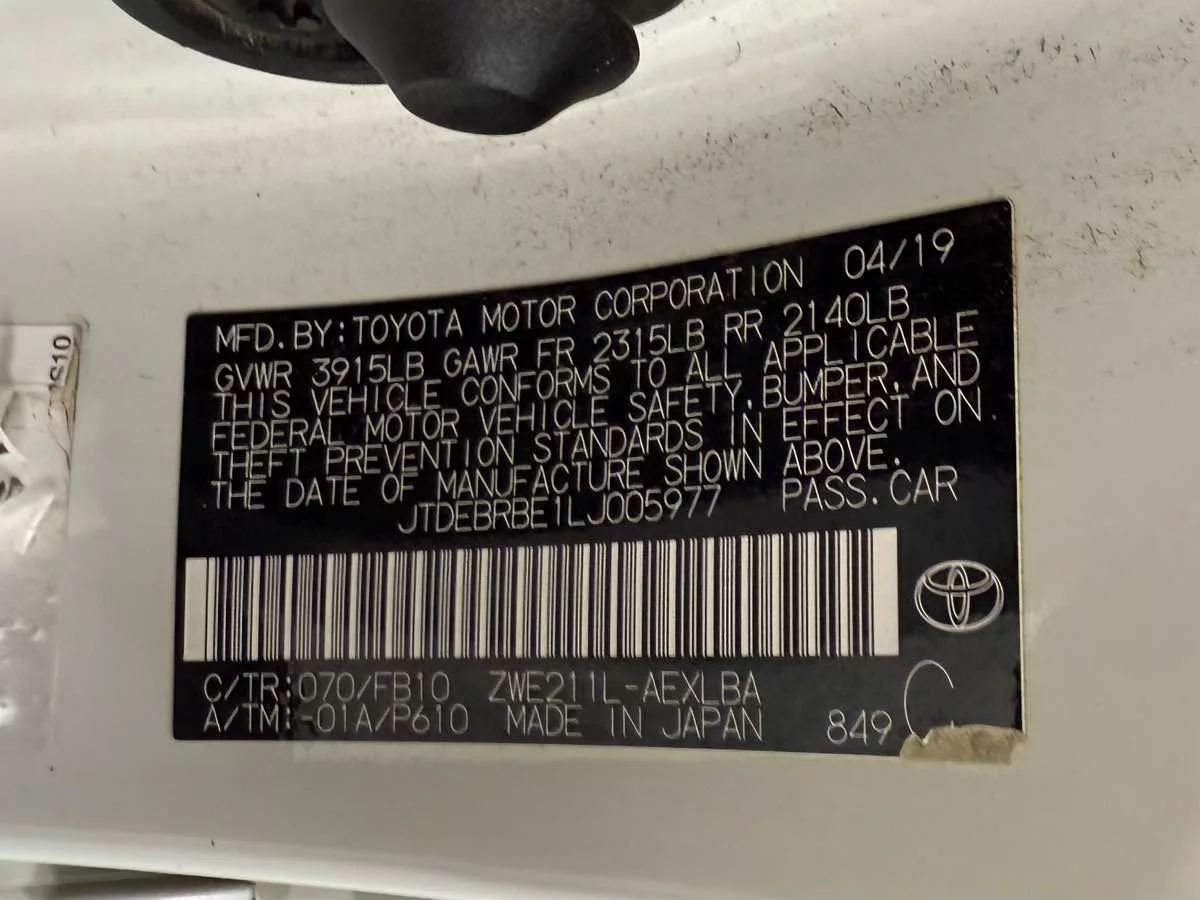 MFD. BY: TOYOTA MOTOR CORPORATION 04/19
GVWR 3915LB GAWR FR 2315LB RR 2140LB
THIS VEHICLE CONFORMS TO ALL APPLICABLE
FEDERAL MOTOR VEHICLE SAFETY, BUMPER, AND
THEFT PREVENTION STANDARDS IN EFFECT ON
THE DATE OF MANUFACTURE SHOWN ABOVE.
JTDEBRBE1LJ005977 PASS. CAR
C/TR:070/FB10 ZWE211L-AEXLBA
A/TM:-01A/P610 MADE IN JAPAN 849 C